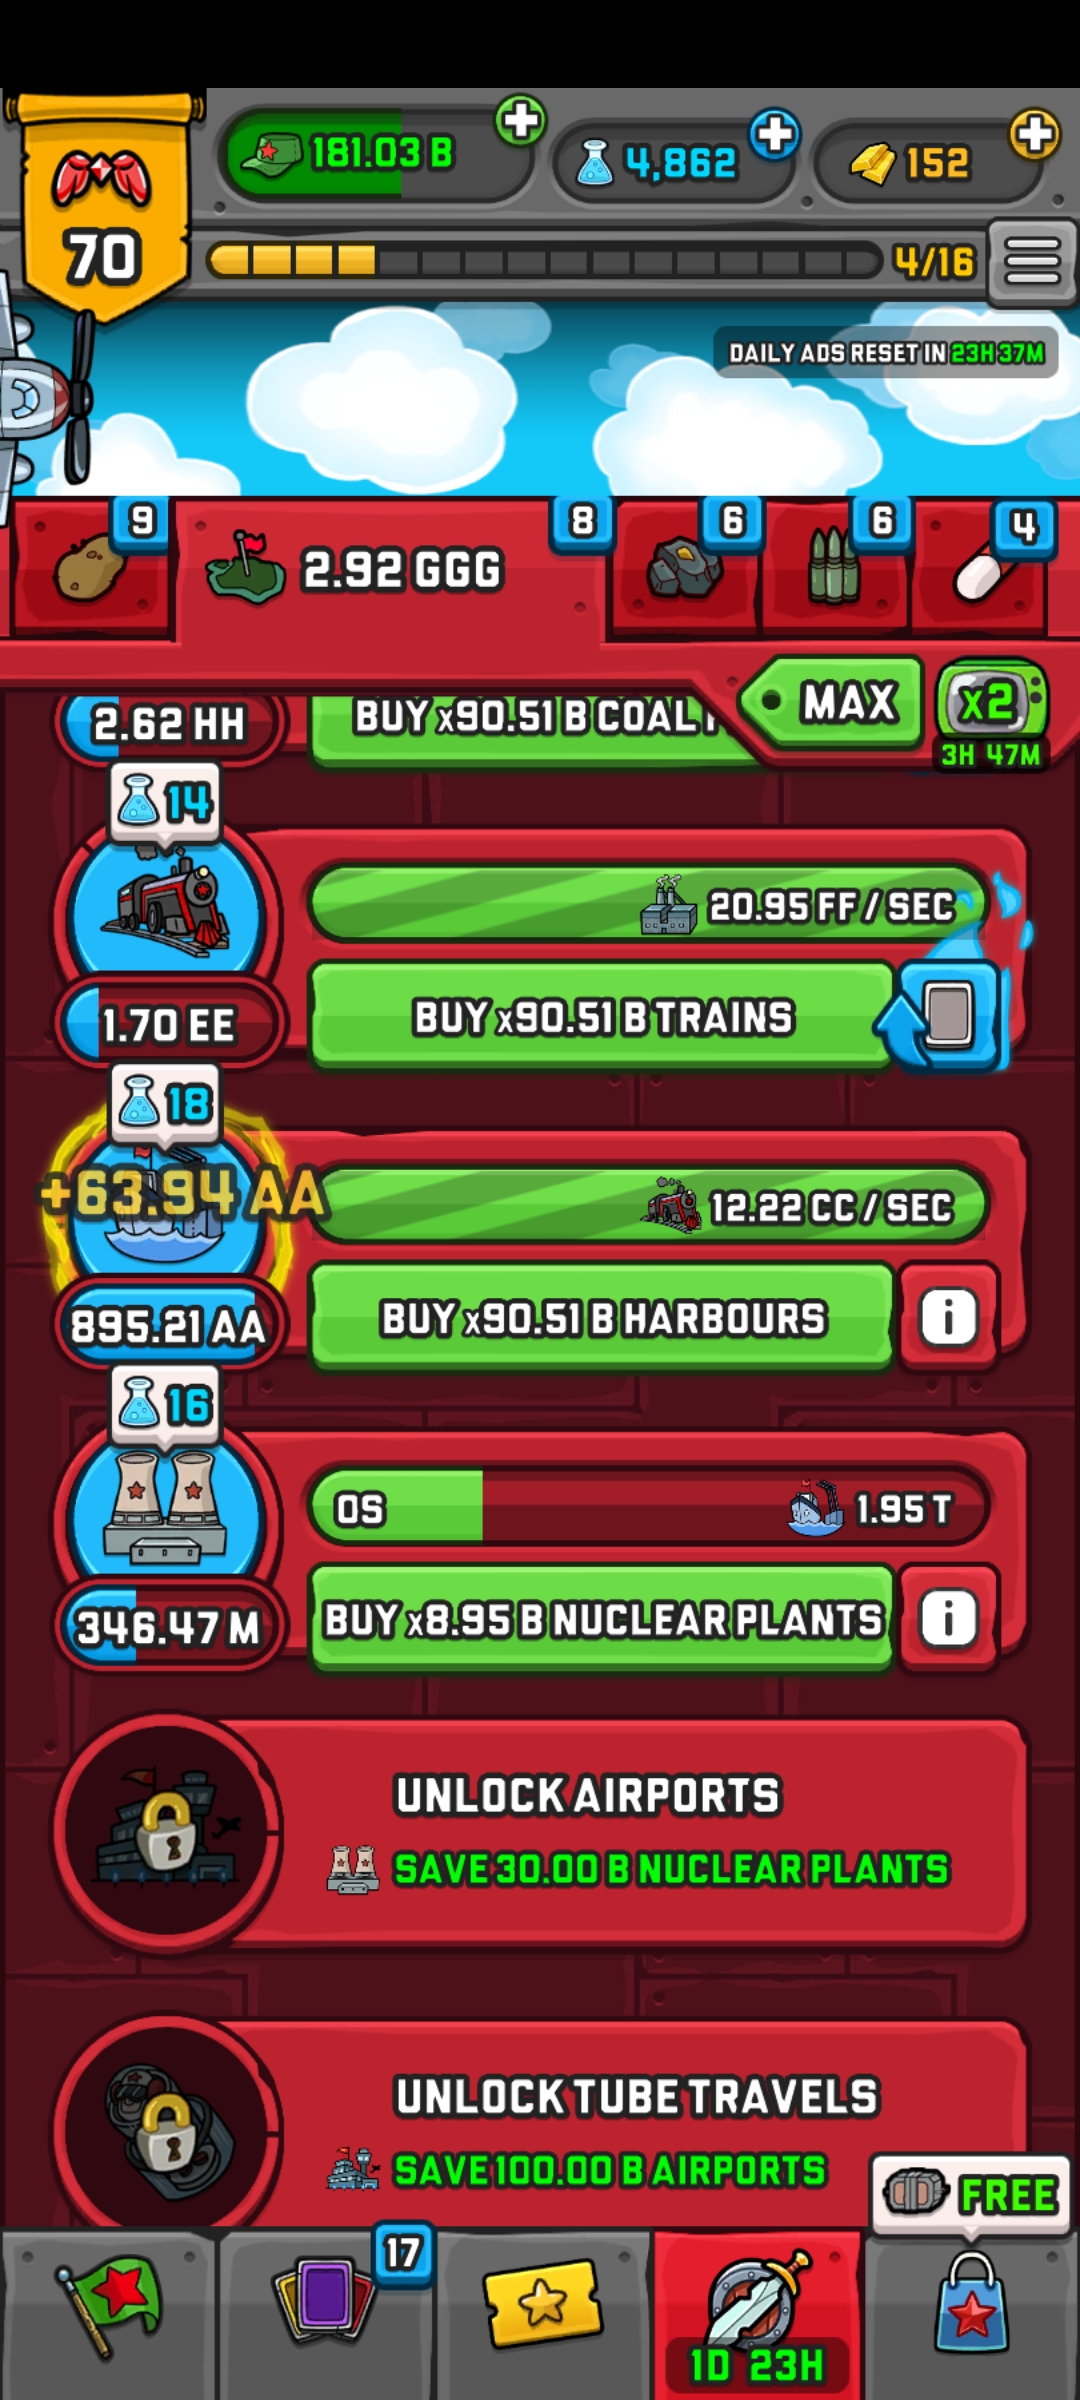 181.03 B
4,862
152
70
4/16
DAILY ADS RESET IN 23H 37M
9
2.92 GGG
8
6
6
4
MAX
x2
3H 47M
2.62 HH
BUY x90.51 B COAL
14
20.95 FF / SEC
1.70 EE
BUY x90.51 B TRAINS
18
+63.94 AA
12.22 CC / SEC
895.21 AA
BUY x90.51 B HARBOURS
i
16
0S
1.95 T
346.47 M
BUY x8.95 B NUCLEAR PLANTS
i
UNLOCK AIRPORTS
SAVE 30.00 B NUCLEAR PLANTS
UNLOCK TUBE TRAVELS
SAVE 100.00 B AIRPORTS
FREE
17
1D 23H